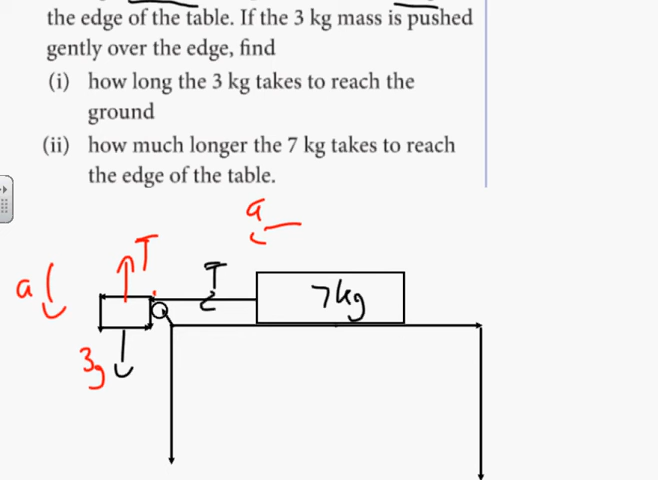 the edge of the table. If the 3 kg mass is pushed
gently over the edge, find
(i) how long the 3 kg takes to reach the
ground
(ii) how much longer the 7 kg takes to reach
the edge of the table.
a
T
a
T
7kg
3g